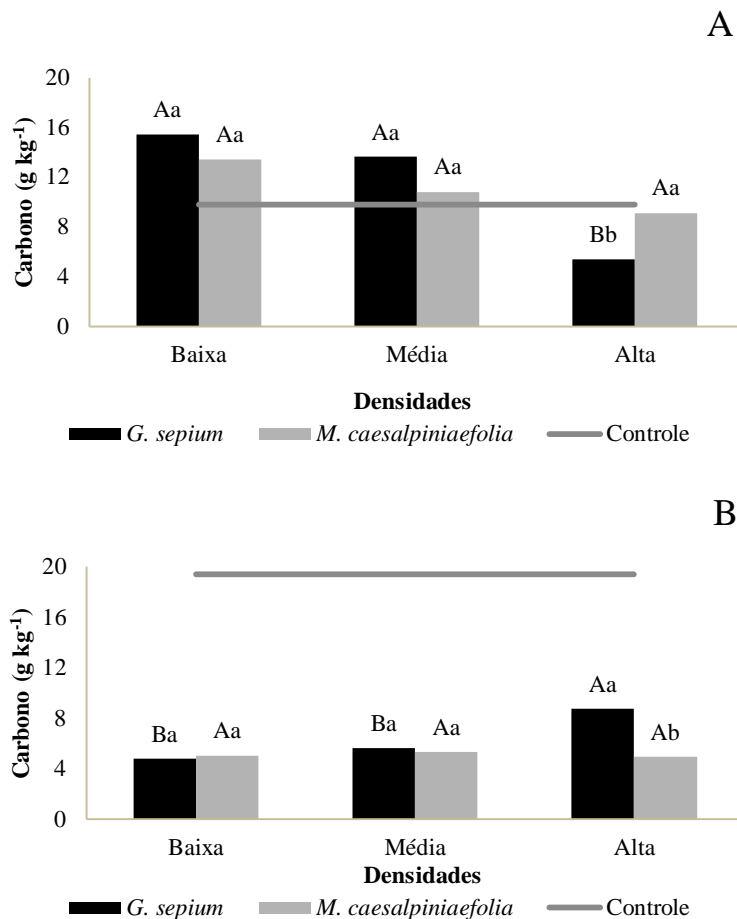 A
Carbono (g kg-1)
20
16
12
8
4
0
Aa
Aa
Aa
Aa
Bb
Aa
Baixa
Média
Alta
Densidades
G. sepium
M. caesalpiniaefolia
Controle
B
Carbono (g kg-1)
20
16
12
8
4
0
Ba
Aa
Ba
Aa
Aa
Ab
Baixa
Média
Alta
Densidades
G. sepium
M. caesalpiniaefolia
Controle